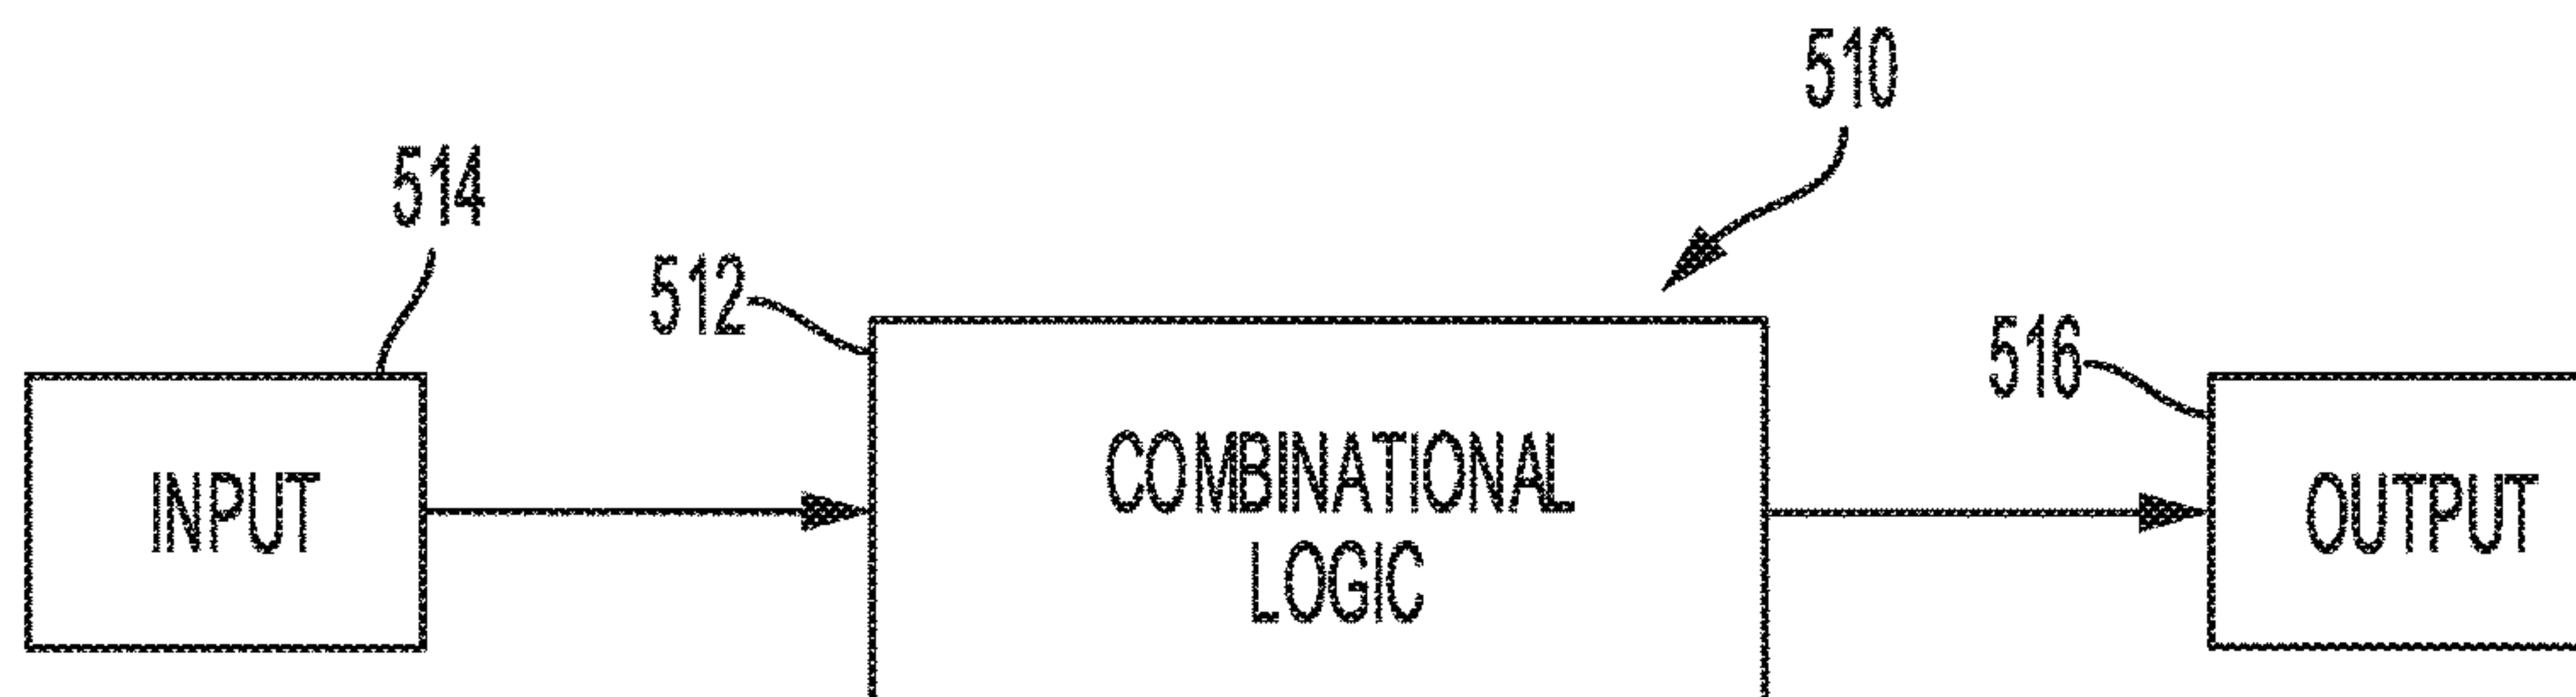 510
514
512
516
INPUT
COMBINATIONAL
LOGIC
OUTPUT